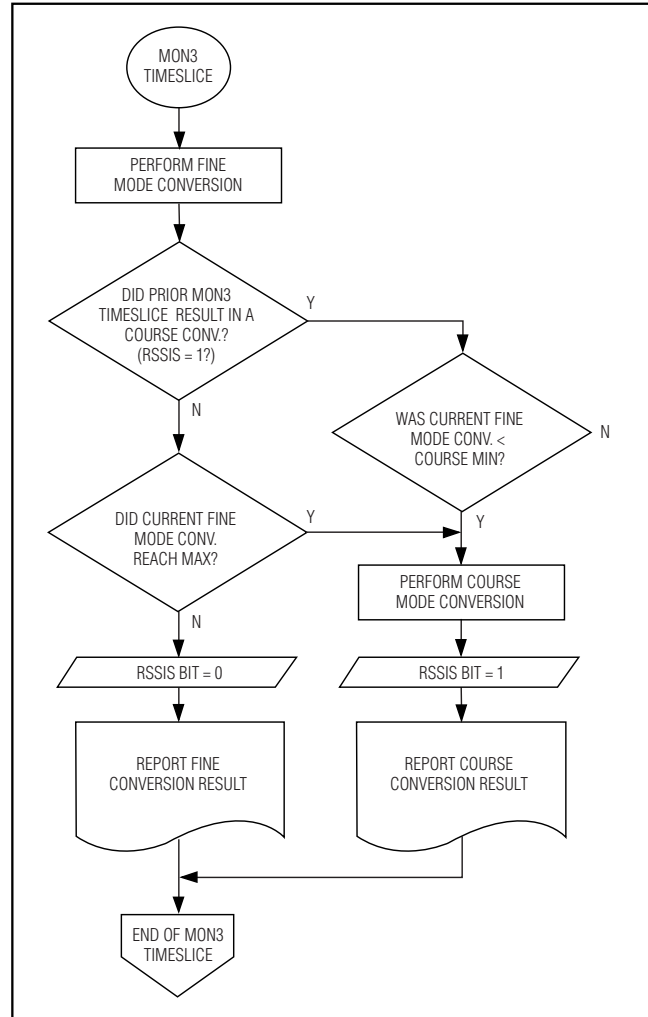 MON3
TIMESLICE
PERFORM FINE
MODE CONVERSION
DID PRIOR MON3
TIMESLICE RESULT IN A
COURSE CONV.?
(RSSIS = 1?)
Y
N
WAS CURRENT FINE
MODE CONV. <
COURSE MIN?
N
Y
DID CURRENT FINE
MODE CONV.
REACH MAX?
Y
N
PERFORM COURSE
MODE CONVERSION
RSSIS BIT = 0
RSSIS BIT = 1
REPORT FINE
CONVERSION RESULT
REPORT COURSE
CONVERSION RESULT
END OF MON3
TIMESLICE